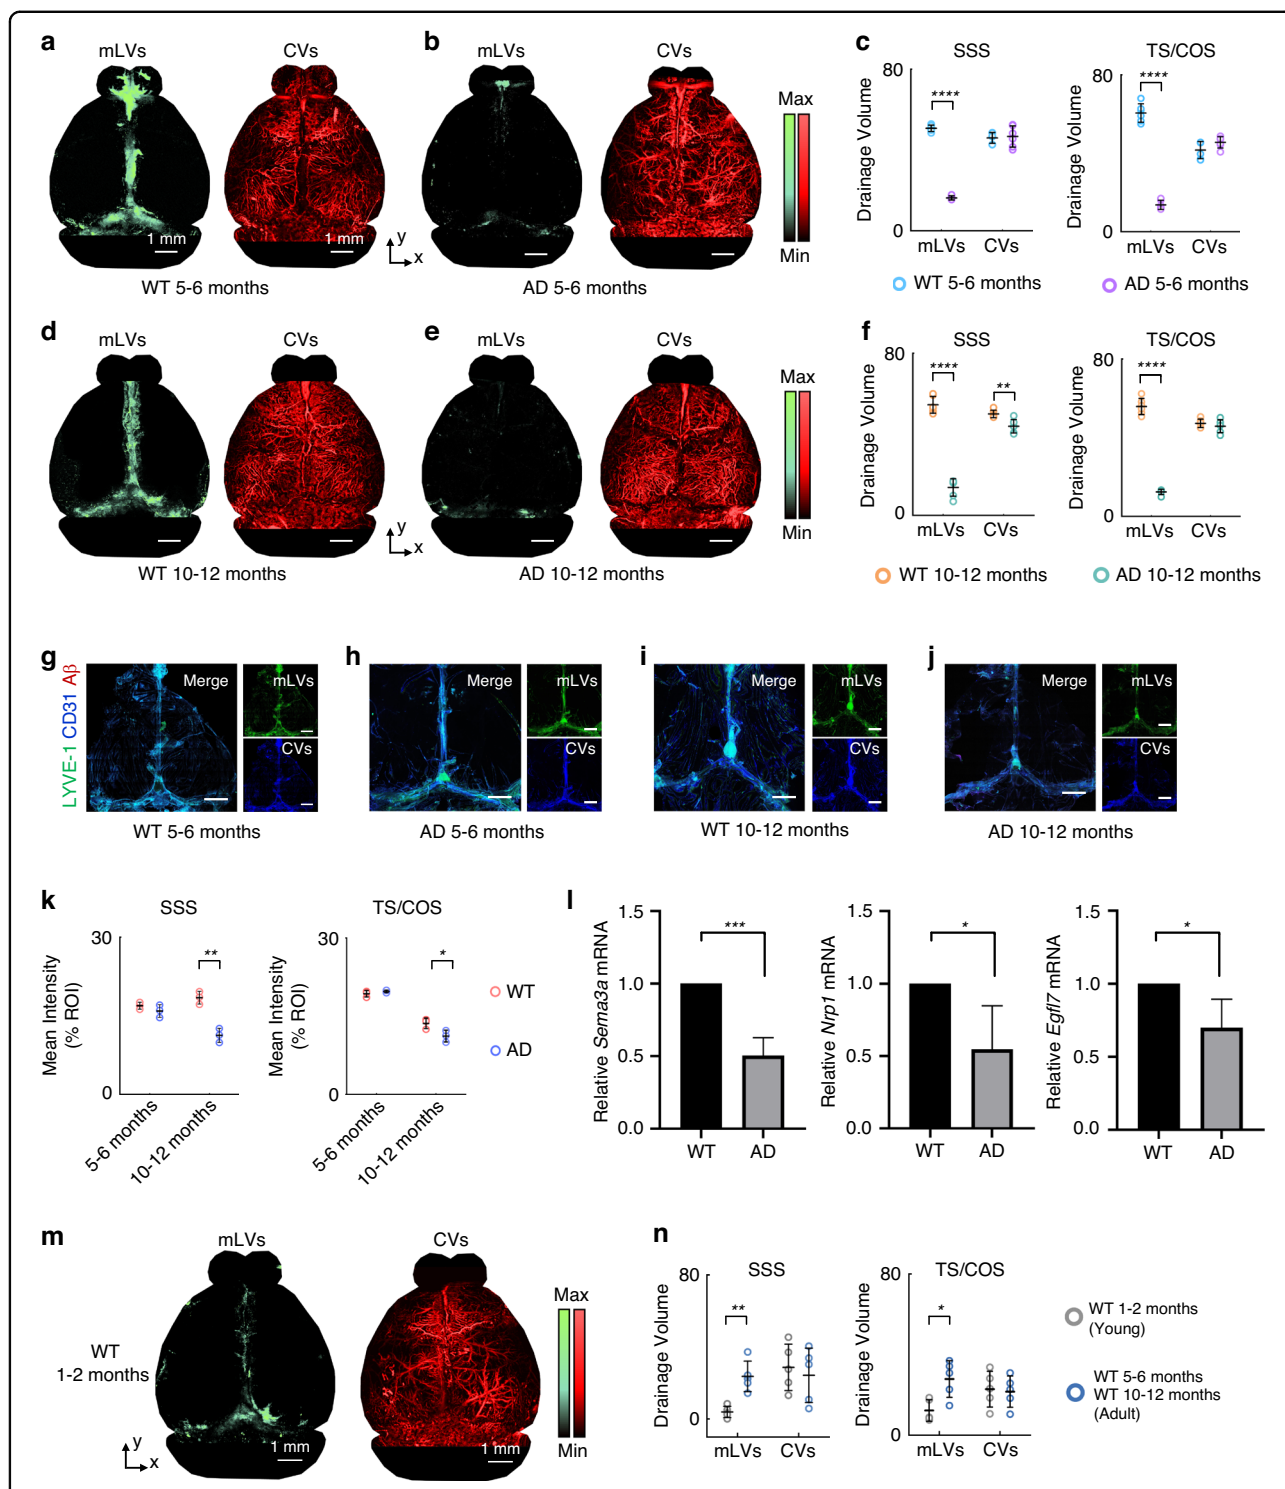 a
mLVs
CVs
1 mm
1 mm
y
x
WT 5-6 months
b
mLVs
CVs
Max
Min
AD 5-6 months
c
SSS
TS/COS
80
Drainage Volume
****
0
mLVs
CVs
80
Drainage Volume
****
0
mLVs
CVs
WT 5-6 months
AD 5-6 months
d
mLVs
CVs
y
x
WT 10-12 months
e
mLVs
CVs
Max
Min
AD 10-12 months
f
SSS
TS/COS
80
Drainage Volume
****
**
0
mLVs
CVs
80
Drainage Volume
****
0
mLVs
CVs
WT 10-12 months
AD 10-12 months
LYVE-1 CD31 Aβ
g
Merge
mLVs
CVs
WT 5-6 months
h
Merge
mLVs
CVs
AD 5-6 months
i
Merge
mLVs
CVs
WT 10-12 months
j
Merge
mLVs
CVs
AD 10-12 months
k
SSS
30
Mean Intensity
(% ROI)
**
0
5-6 months
10-12 months
TS/COS
30
Mean Intensity
(% ROI)
*
0
5-6 months
10-12 months
WT
AD
l
Relative Sema3a mRNA
1.5
1.0
0.5
0.0
***
WT
AD
Relative Nrp1 mRNA
1.5
1.0
0.5
0.0
*
WT
AD
Relative Egfl7 mRNA
1.5
1.0
0.5
0.0
*
WT
AD
m
mLVs
CVs
WT
1-2 months
y
x
1 mm
1 mm
Max
Min
n
SSS
80
Drainage Volume
**
0
mLVs
CVs
TS/COS
80
Drainage Volume
*
0
mLVs
CVs
WT 1-2 months
(Young)
WT 5-6 months
WT 10-12 months
(Adult)